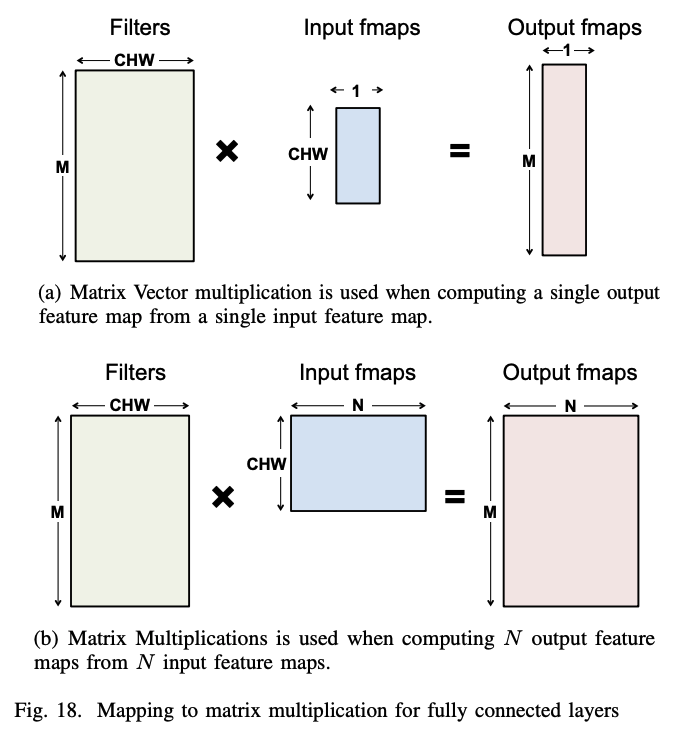 Filters Input fmaps Output fmaps
CHW 1 1
M × CHW = M
(a) Matrix Vector multiplication is used when computing a single output
feature map from a single input feature map.
Filters Input fmaps Output fmaps
CHW N N
M × CHW = M
(b) Matrix Multiplications is used when computing N output feature
maps from N input feature maps.
Fig. 18. Mapping to matrix multiplication for fully connected layers